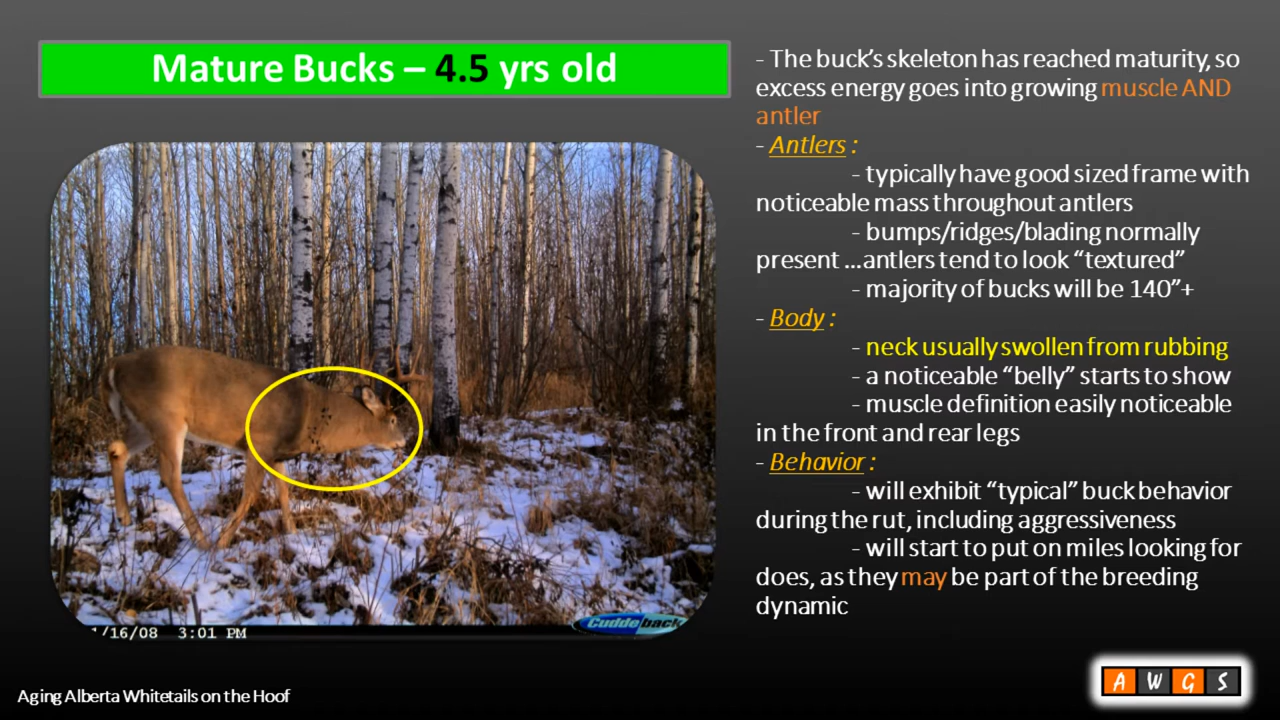 Mature Bucks – 4.5 yrs old
- The buck’s skeleton has reached maturity, so
excess energy goes into growing muscle AND
antler
- Antlers :
- typically have good sized frame with
noticeable mass throughout antlers
- bumps/ridges/blading normally
present ...antlers tend to look “textured”
- majority of bucks will be 140”+
- Body :
- neck usually swollen from rubbing
- a noticeable “belly” starts to show
- muscle definition easily noticeable
in the front and rear legs
- Behavior :
- will exhibit “typical” buck behavior
during the rut, including aggressiveness
- will start to put on miles looking for
does, as they may be part of the breeding
dynamic
1/16/08 3:01 PM
Cuddeback
Aging Alberta Whitetails on the Hoof
A W G S